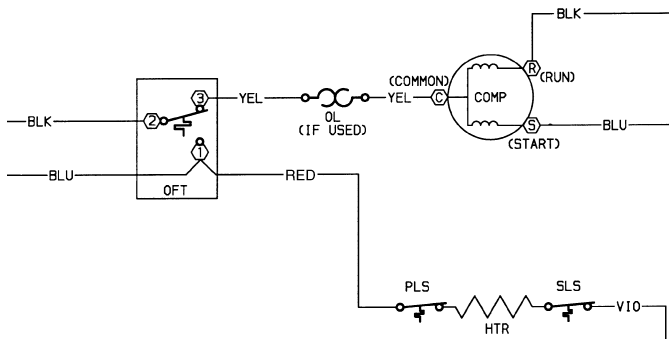 BLK
(COMMON)
R
(RUN)
3
YEL
YEL
C
COMP
BLK
2
OL
(IF USED)
S
BLU
(START)
1
BLU
RED
OFT
PLS
SLS
VIO
HTR